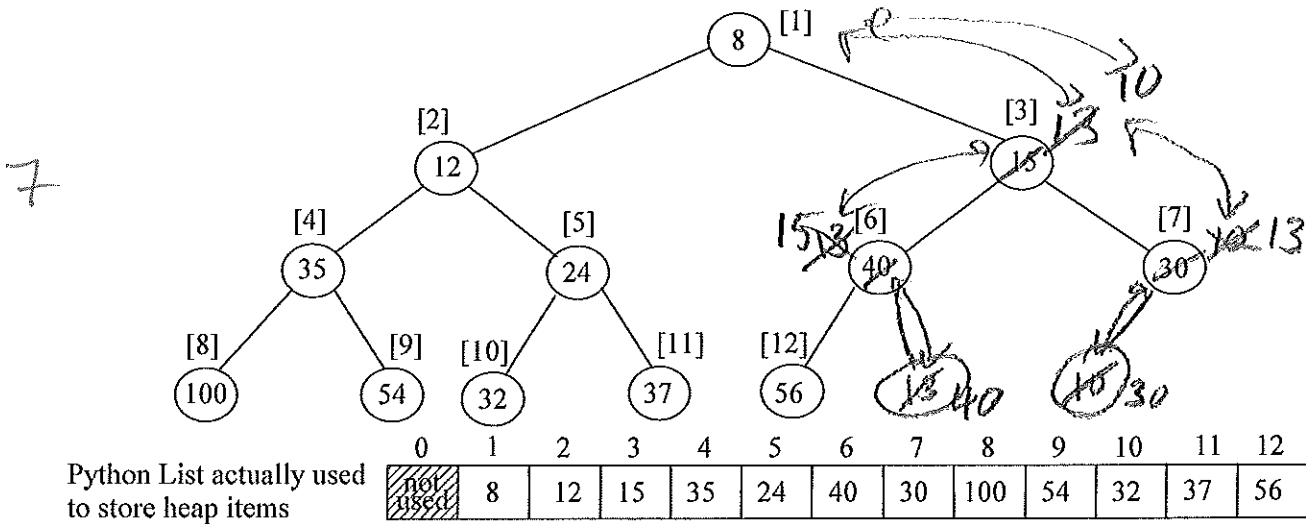 8 [1]
10
[2] [3] 13
12 15
7
[4] [5] 15 13 [6] [7] 10 13
35 24 40 30
[8] [9] [10] [11] [12]
100 54 32 37 56 13 40 10 30
0 1 2 3 4 5 6 7 8 9 10 11 12
Python List actually used
to store heap items
not
used 8 12 15 35 24 40 30 100 54 32 37 56